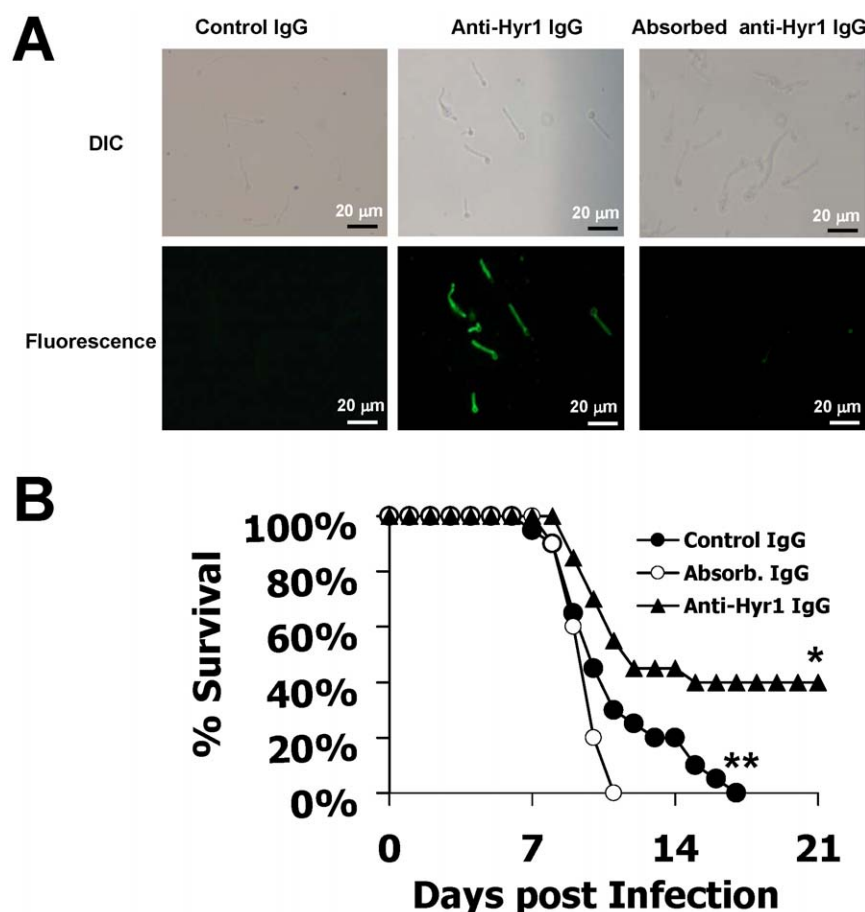 A
Control IgG
Anti-Hyr1 IgG
Absorbed anti-Hyr1 IgG
DIC
20 µm
20 µm
20 µm
Fluorescence
20 µm
20 µm
20 µm
B
100%
80%
60%
40%
20%
0%
% Survival
Control IgG
Absorb. IgG
Anti-Hyr1 IgG
*
**
0
7
14
21
Days post Infection